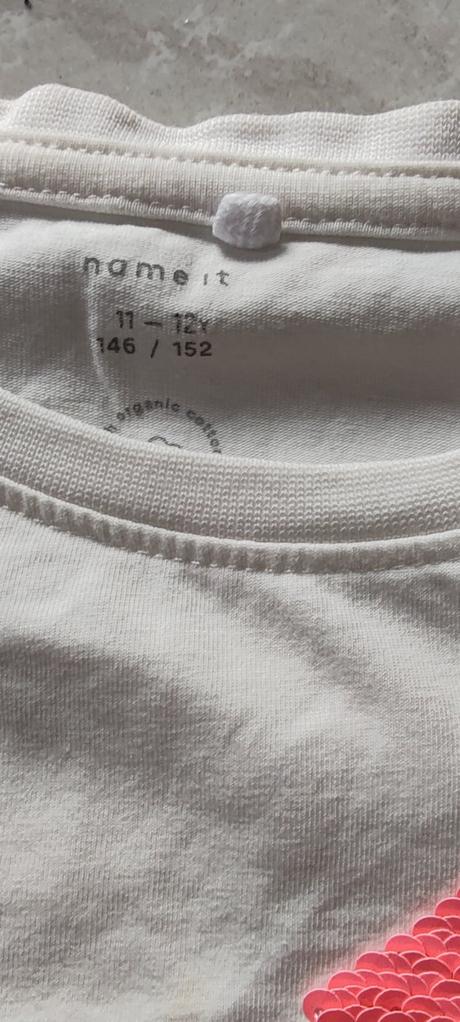 name it
11 – 12Y
146 / 152
organic cotton